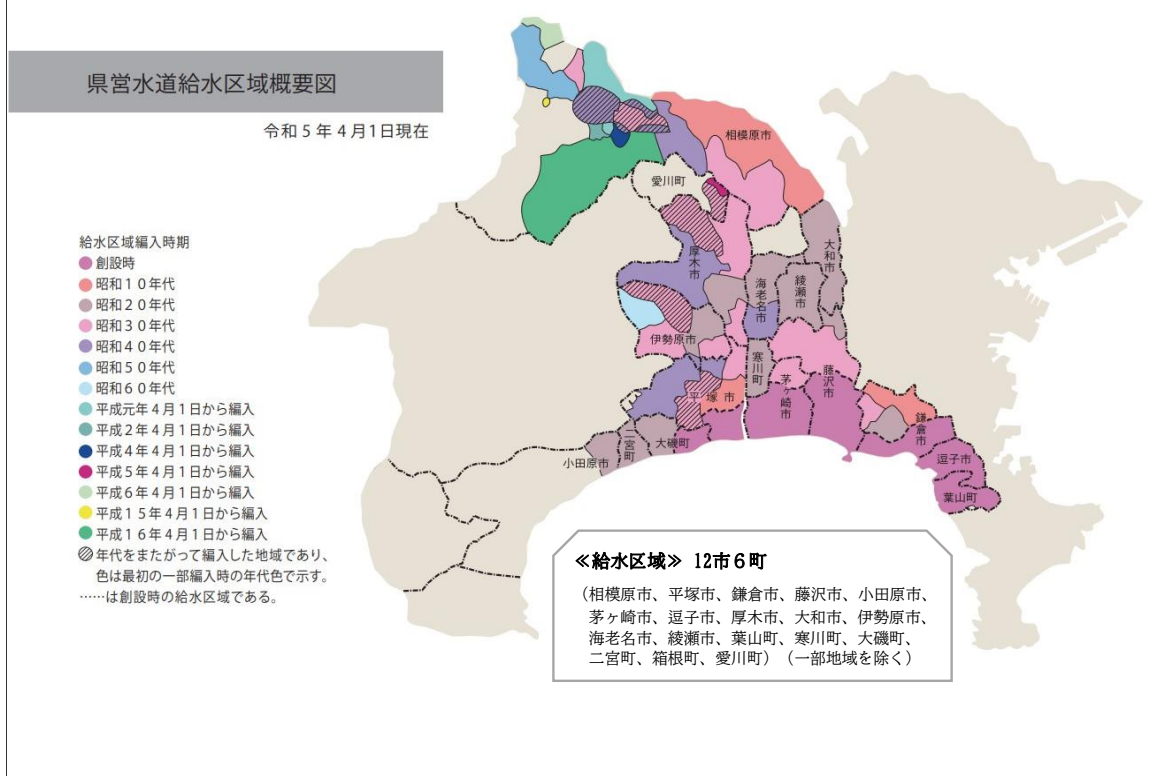 県営水道給水区域概要図
令和5年4月1日現在
給水区域編入時期
創設時
昭和10年代
昭和20年代
昭和30年代
昭和40年代
昭和50年代
昭和60年代
平成元年4月1日から編入
平成2年4月1日から編入
平成4年4月1日から編入
平成5年4月1日から編入
平成6年4月1日から編入
平成15年4月1日から編入
平成16年4月1日から編入
年代をまたがって編入した地域であり、
色は最初の一部編入時の年代色で示す。
……は創設時の給水区域である。
相模原市
愛川町
厚木市
大和市
海老名市
綾瀬市
伊勢原市
寒川町
藤沢市
茅ヶ崎市
平塚市
鎌倉市
大磯町
二宮町
小田原市
逗子市
葉山町
≪給水区域≫ 12市6町
（相模原市、平塚市、鎌倉市、藤沢市、小田原市、
茅ヶ崎市、逗子市、厚木市、大和市、伊勢原市、
海老名市、綾瀬市、葉山町、寒川町、大磯町、
二宮町、箱根町、愛川町）（一部地域を除く）